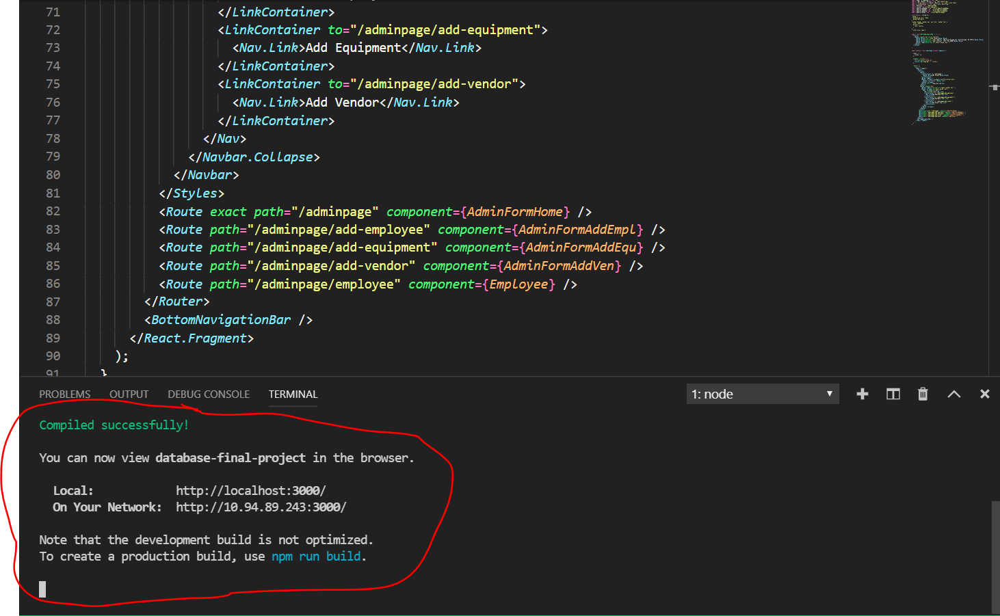 71 </LinkContainer>
72 <LinkContainer to="/adminpage/add-equipment">
73 <Nav.Link>Add Equipment</Nav.Link>
74 </LinkContainer>
75 <LinkContainer to="/adminpage/add-vendor">
76 <Nav.Link>Add Vendor</Nav.Link>
77 </LinkContainer>
78 </Nav>
79 </Navbar.Collapse>
80 </Navbar>
81 </Styles>
82 <Route exact path="/adminpage" component={AdminFormHome} />
83 <Route path="/adminpage/add-employee" component={AdminFormAddEmpl} />
84 <Route path="/adminpage/add-equipment" component={AdminFormAddEqu} />
85 <Route path="/adminpage/add-vendor" component={AdminFormAddVen} />
86 <Route path="/adminpage/employee" component={Employee} />
87 </Router>
88 <BottomNavigationBar />
89 </React.Fragment>
90 );
91 }
PROBLEMS OUTPUT DEBUG CONSOLE TERMINAL 1: node
Compiled successfully!
You can now view database-final-project in the browser.
Local: http://localhost:3000/
On Your Network: http://10.94.89.243:3000/
Note that the development build is not optimized.
To create a production build, use npm run build.